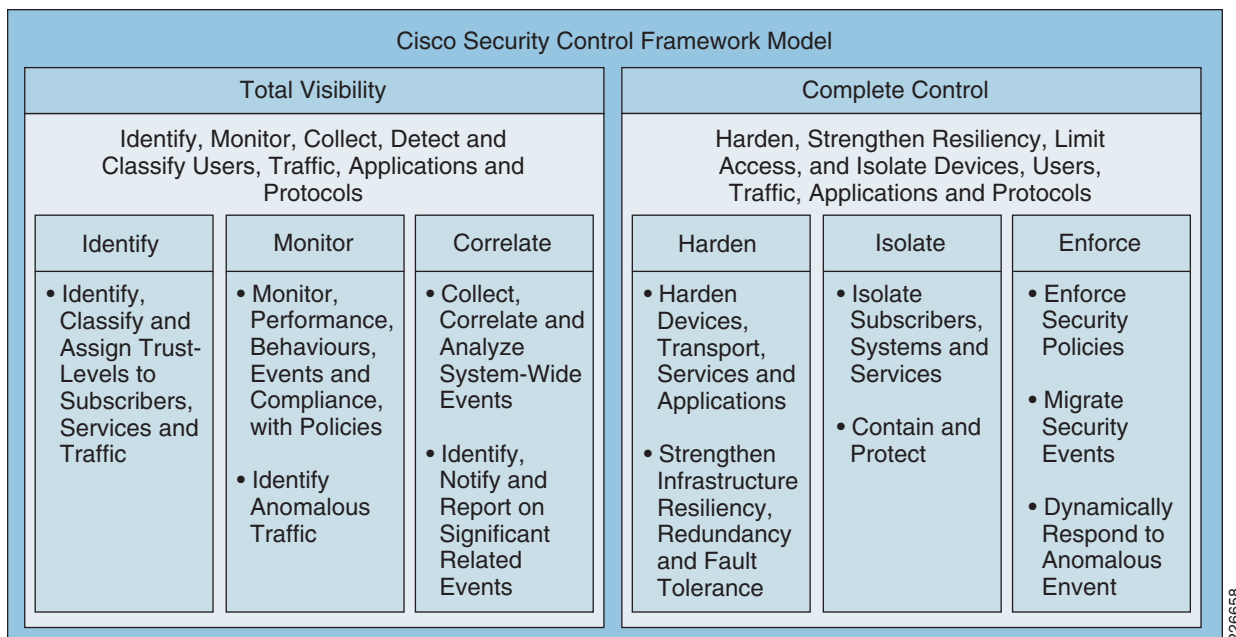 Cisco Security Control Framework Model
Total Visibility
Identify, Monitor, Collect, Detect and
Classify Users, Traffic, Applications and
Protocols
Identify
• Identify,
Classify and
Assign Trust-
Levels to
Subscribers,
Services and
Traffic
Monitor
• Monitor,
Performance,
Behaviours,
Events and
Compliance,
with Policies
• Identify
Anomalous
Traffic
Correlate
• Collect,
Correlate and
Analyze
System-Wide
Events
• Identify,
Notify and
Report on
Significant
Related
Events
Complete Control
Harden, Strengthen Resiliency, Limit
Access, and Isolate Devices, Users,
Traffic, Applications and Protocols
Harden
• Harden
Devices,
Transport,
Services and
Applications
• Strengthen
Infrastructure
Resiliency,
Redundancy
and Fault
Tolerance
Isolate
• Isolate
Subscribers,
Systems and
Services
• Contain and
Protect
Enforce
• Enforce
Security
Policies
• Migrate
Security
Events
• Dynamically
Respond to
Anomalous
Envent
226658